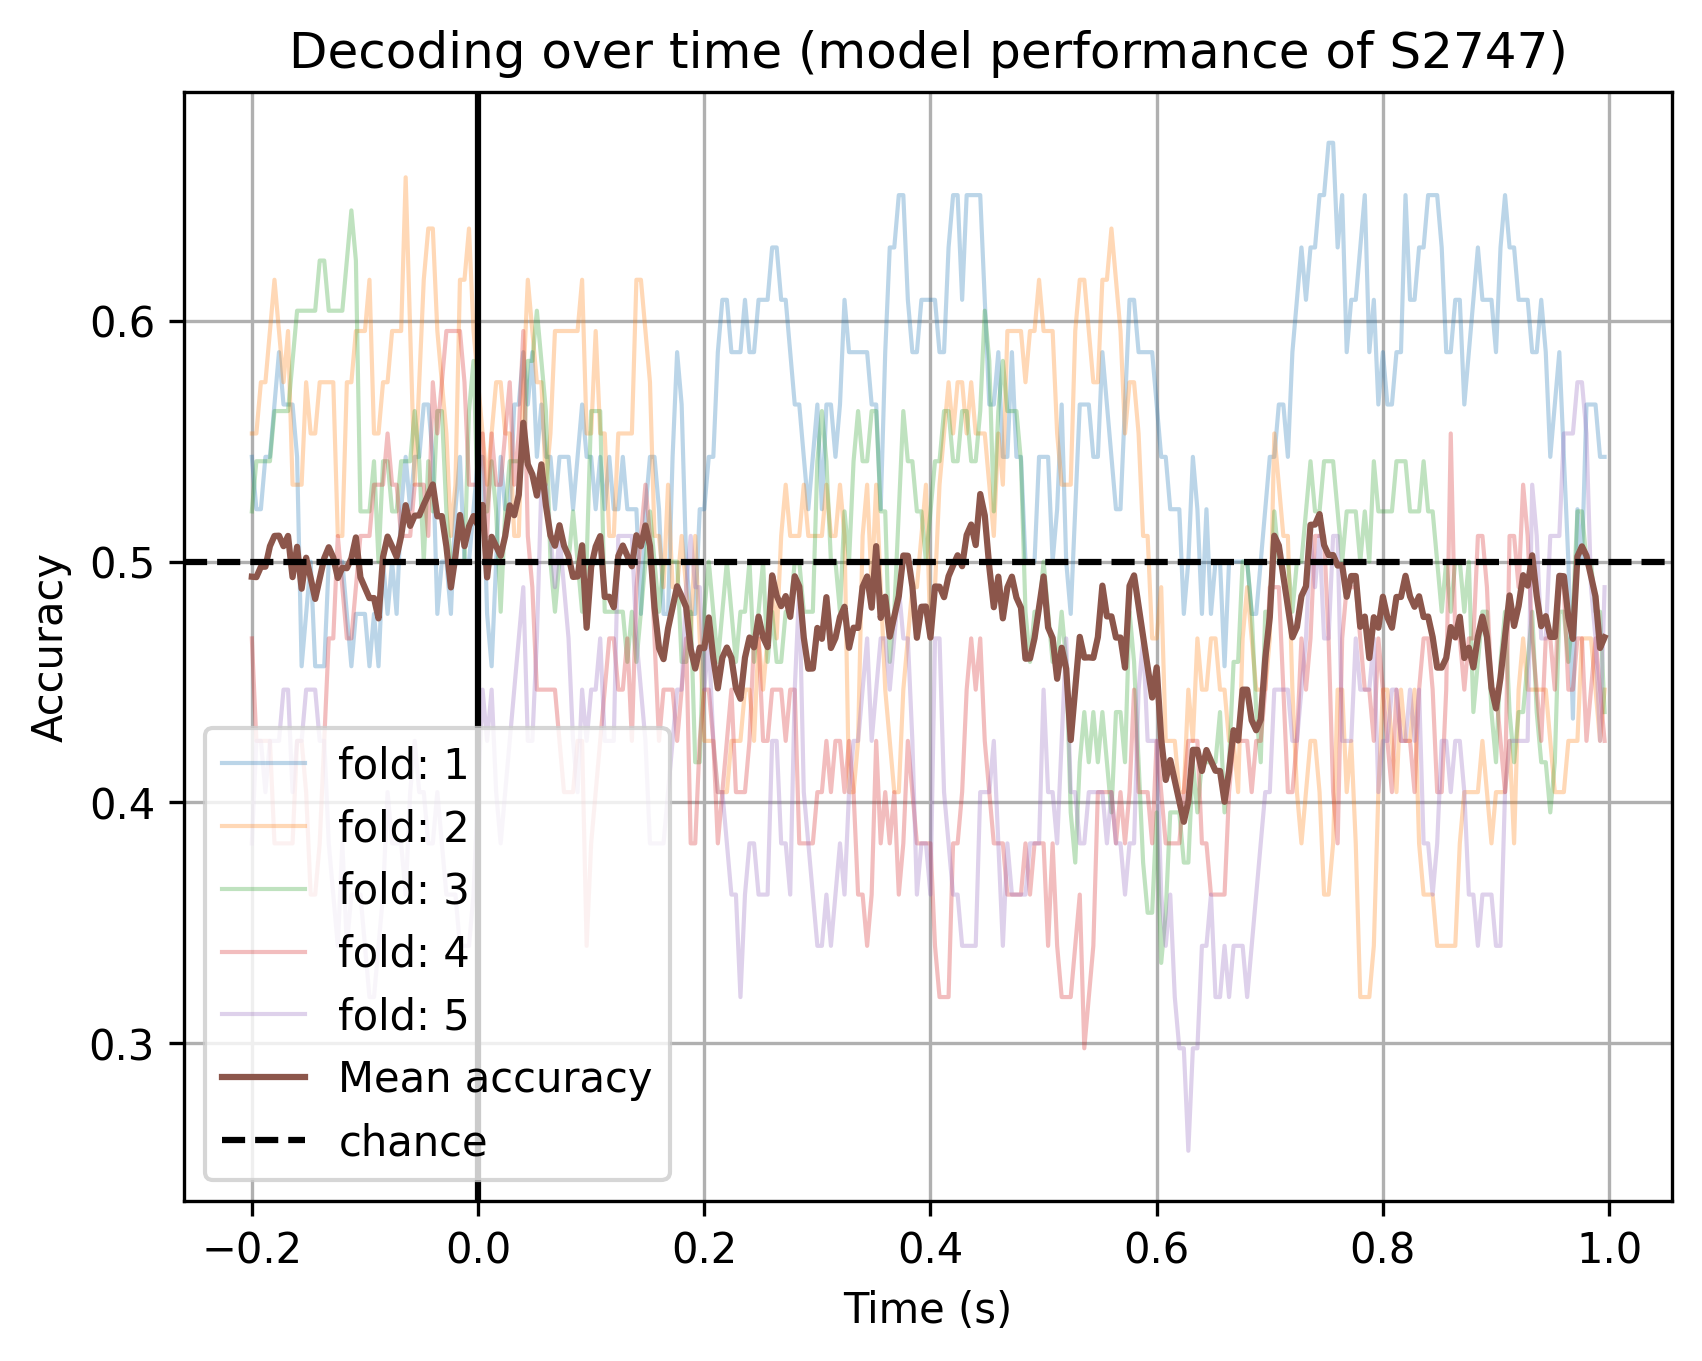 Decoding over time (model performance of S2747)
Accuracy
0.6
0.5
0.4
0.3
fold: 1
fold: 2
fold: 3
fold: 4
fold: 5
Mean accuracy
chance
−0.2 0.0 0.2 0.4 0.6 0.8 1.0
Time (s)